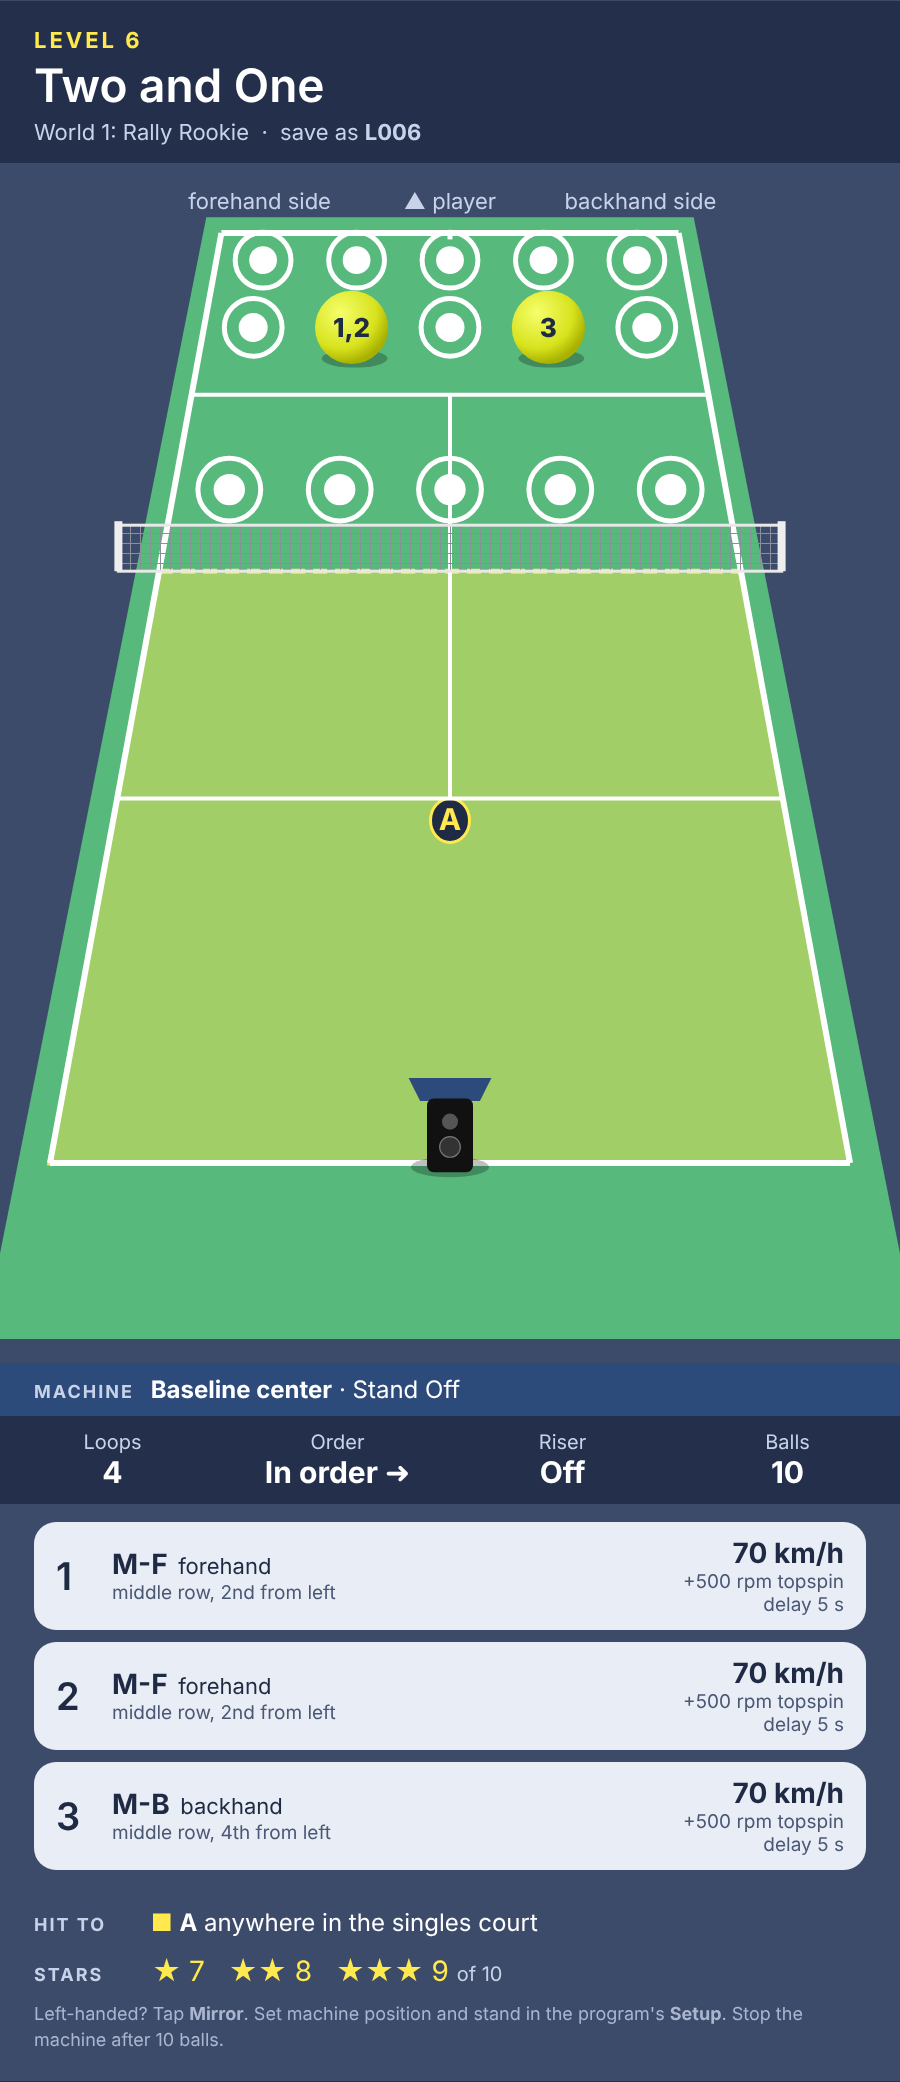 LEVEL 6
Two and One
World 1: Rally Rookie · save as L006
forehand side ▲ player backhand side
1,2 3
A
MACHINE Baseline center · Stand Off
Loops Order Riser Balls
4 In order ➜ Off 10
1 M-F forehand 70 km/h
middle row, 2nd from left +500 rpm topspin
delay 5 s
2 M-F forehand 70 km/h
middle row, 2nd from left +500 rpm topspin
delay 5 s
3 M-B backhand 70 km/h
middle row, 4th from left +500 rpm topspin
delay 5 s
HIT TO ■ A anywhere in the singles court
STARS ★ 7 ★★ 8 ★★★ 9 of 10
Left-handed? Tap Mirror. Set machine position and stand in the program's Setup. Stop the
machine after 10 balls.